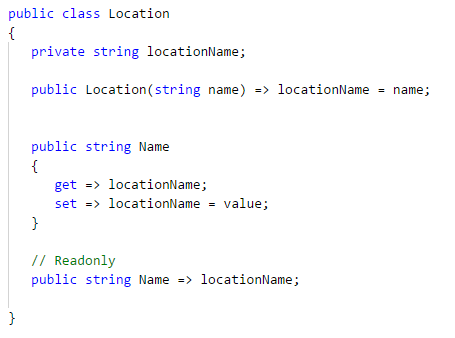 public class Location
{
private string locationName;
public Location(string name) => locationName = name;
public string Name
{
get => locationName;
set => locationName = value;
}
// Readonly
public string Name => locationName;
}